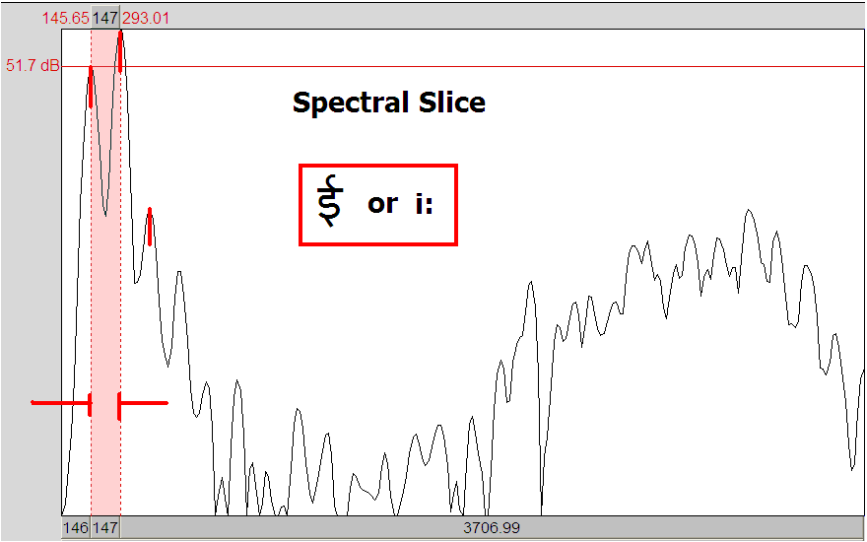 145.65 147 293.01
51.7 dB
Spectral Slice
ई or i:
146 147 3706.99